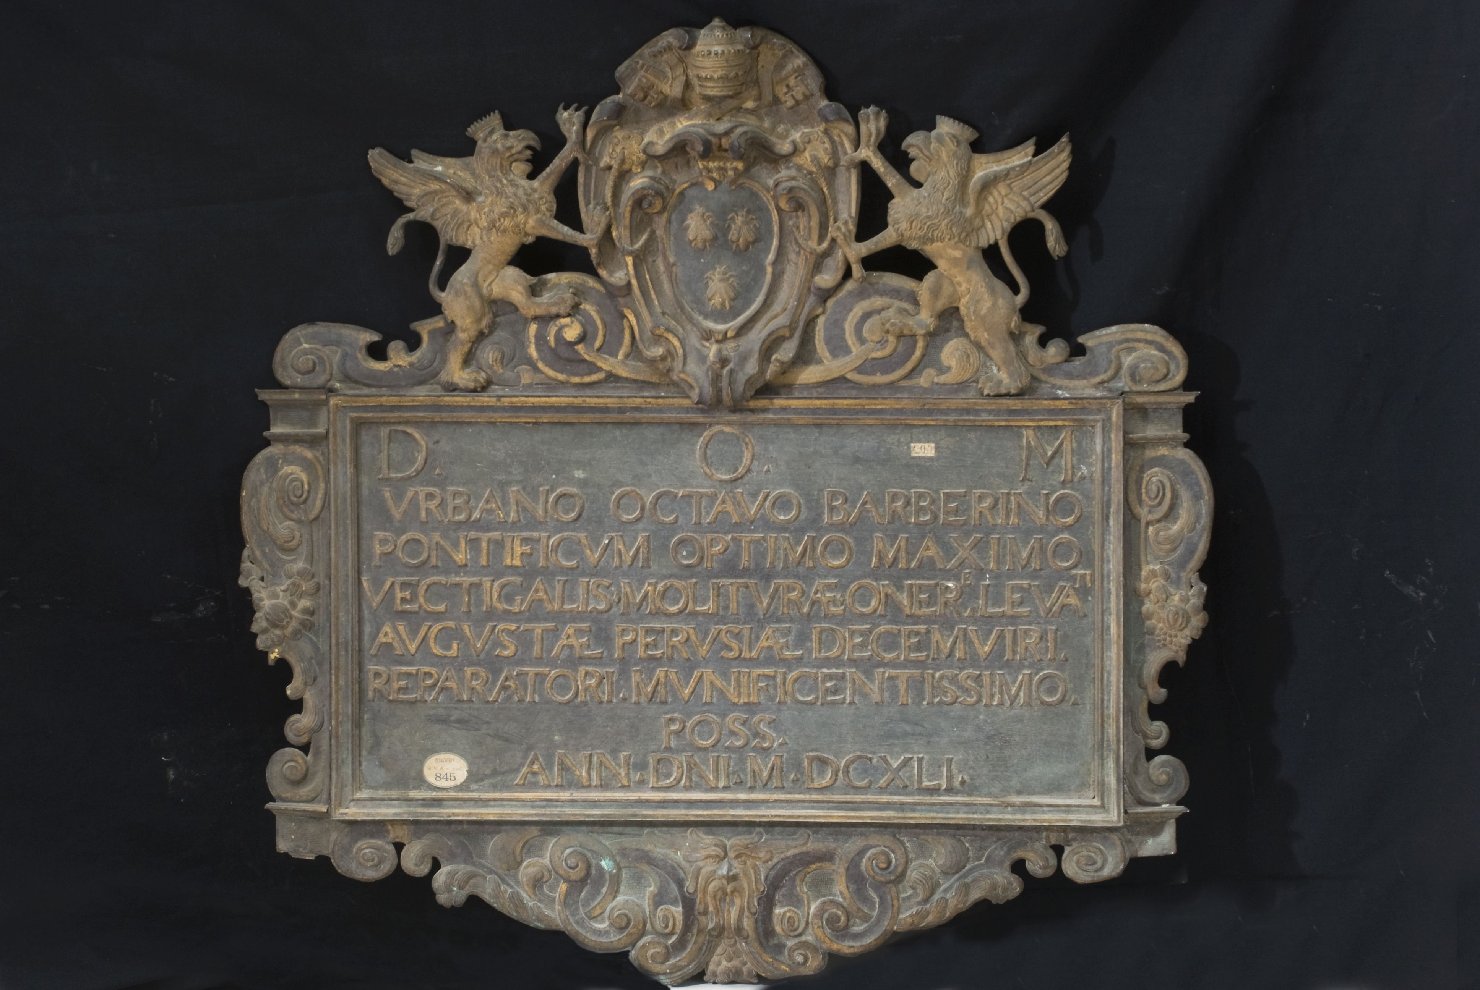 D. O. M.
VRBANO OCTAVO BARBERINO
PONTIFICVM OPTIMO MAXIMO
VECTIGALIS MOLITVRÆ ONERE LEVATI
AVGVSTÆ PERVSIÆ DECEMVIRI.
REPARATORI. MVNIFICENTISSIMO.
POSS.
ANN. DNI. M. DCXLI.
845